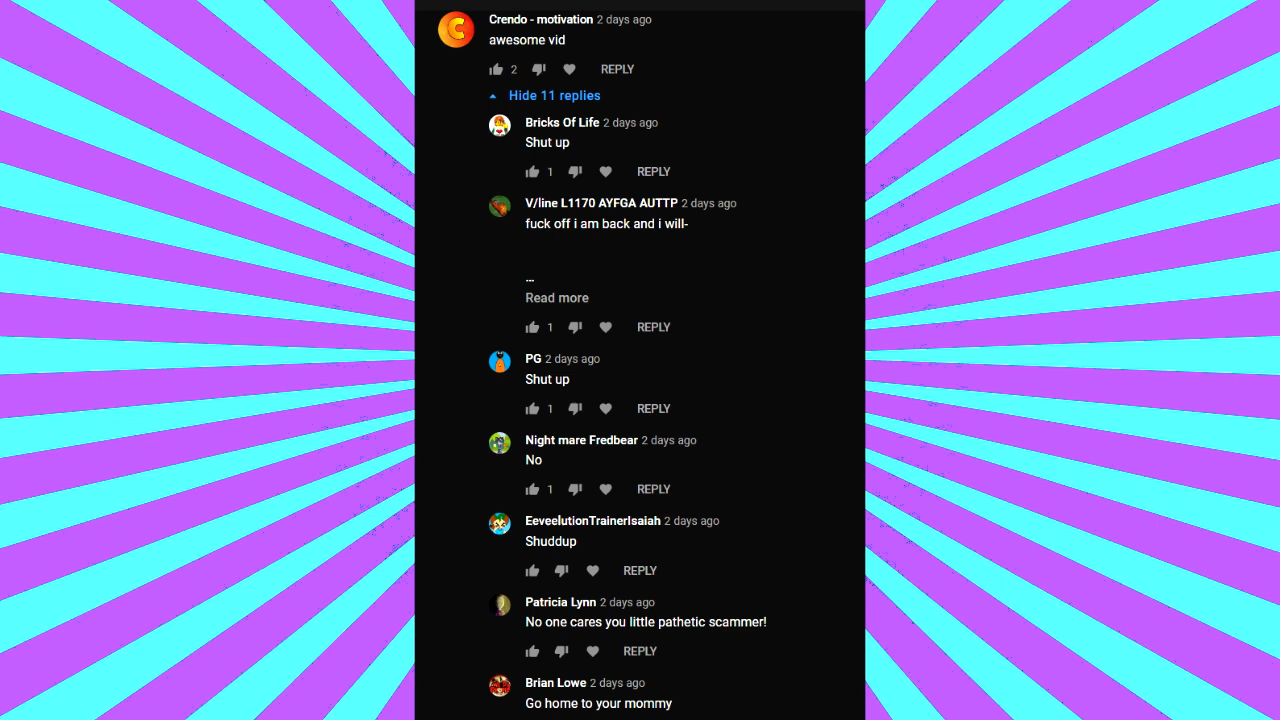 Crendo - motivation 2 days ago
awesome vid
2 REPLY
Hide 11 replies
Bricks Of Life 2 days ago
Shut up
1 REPLY
V/line L1170 AYFGA AUTTP 2 days ago
fuck off i am back and i will-
...
Read more
1 REPLY
PG 2 days ago
Shut up
1 REPLY
Night mare Fredbear 2 days ago
No
1 REPLY
EeveelutionTrainerIsaiah 2 days ago
Shuddup
REPLY
Patricia Lynn 2 days ago
No one cares you little pathetic scammer!
REPLY
Brian Lowe 2 days ago
Go home to your mommy